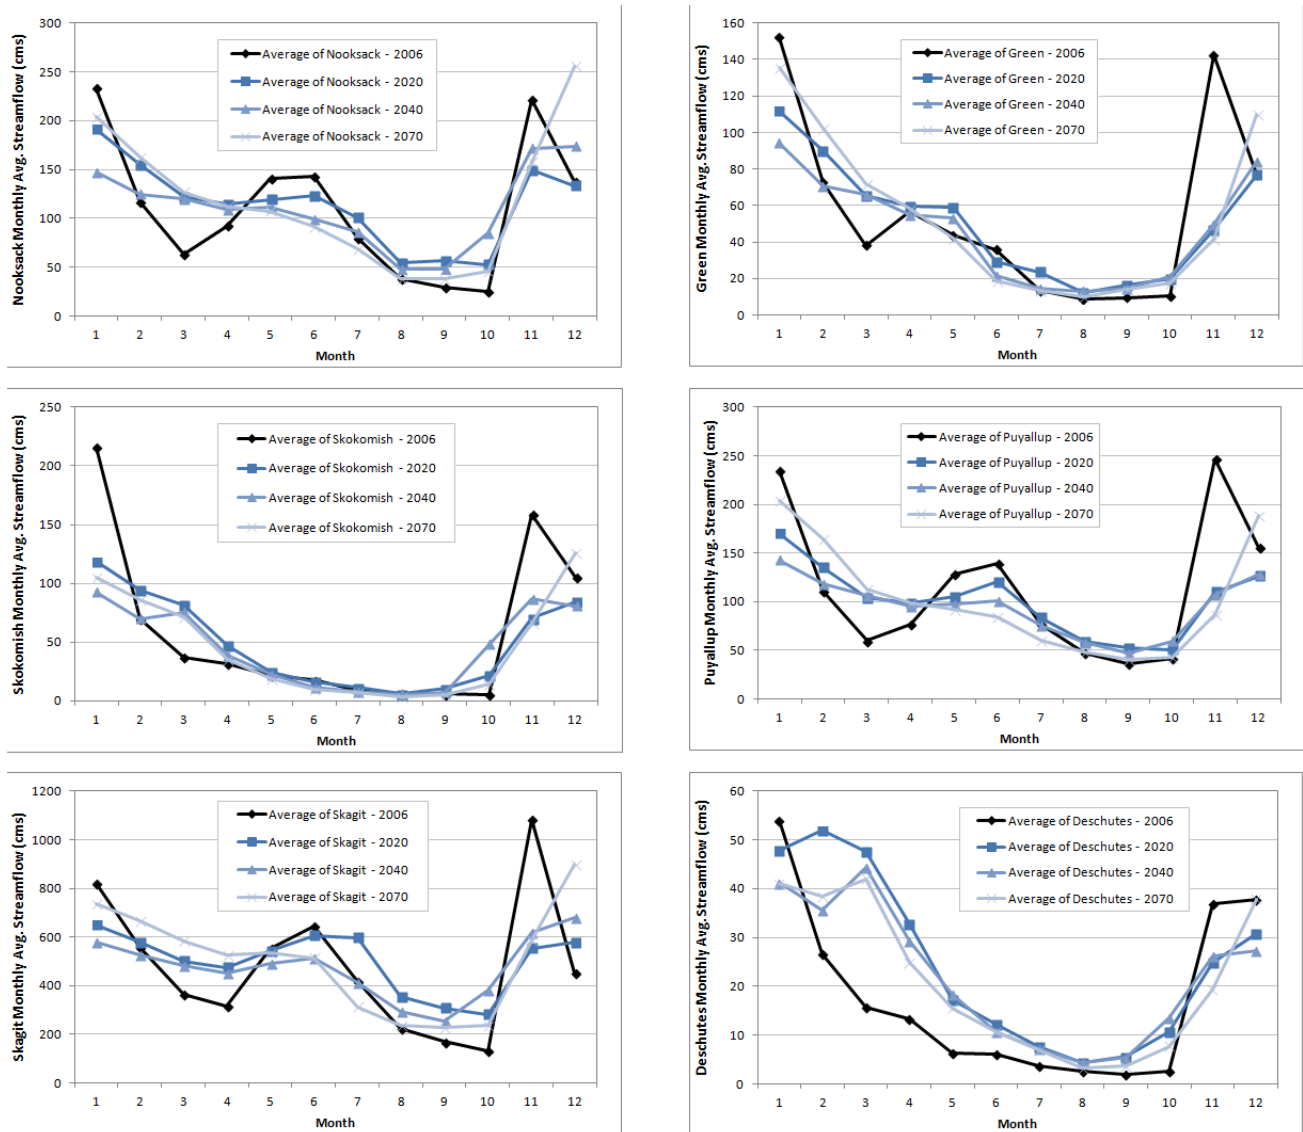 Nooksack Monthly Avg. Streamflow (cms)
300
250
200
150
100
50
0
Average of Nooksack - 2006
Average of Nooksack - 2020
Average of Nooksack - 2040
Average of Nooksack - 2070
1 2 3 4 5 6 7 8 9 10 11 12
Month
Green Monthly Avg. Streamflow (cms)
160
140
120
100
80
60
40
20
0
Average of Green - 2006
Average of Green - 2020
Average of Green - 2040
Average of Green - 2070
1 2 3 4 5 6 7 8 9 10 11 12
Month
Skokomish Monthly Avg. Streamflow (cms)
250
200
150
100
50
0
Average of Skokomish - 2006
Average of Skokomish - 2020
Average of Skokomish - 2040
Average of Skokomish - 2070
1 2 3 4 5 6 7 8 9 10 11 12
Month
Puyallup Monthly Avg. Streamflow (cms)
300
250
200
150
100
50
0
Average of Puyallup - 2006
Average of Puyallup - 2020
Average of Puyallup - 2040
Average of Puyallup - 2070
1 2 3 4 5 6 7 8 9 10 11 12
Month
Skagit Monthly Avg. Streamflow (cms)
1200
1000
800
600
400
200
0
Average of Skagit - 2006
Average of Skagit - 2020
Average of Skagit - 2040
Average of Skagit - 2070
1 2 3 4 5 6 7 8 9 10 11 12
Month
Deschutes Monthly Avg. Streamflow (cms)
60
50
40
30
20
10
0
Average of Deschutes - 2006
Average of Deschutes - 2020
Average of Deschutes - 2040
Average of Deschutes - 2070
1 2 3 4 5 6 7 8 9 10 11 12
Month